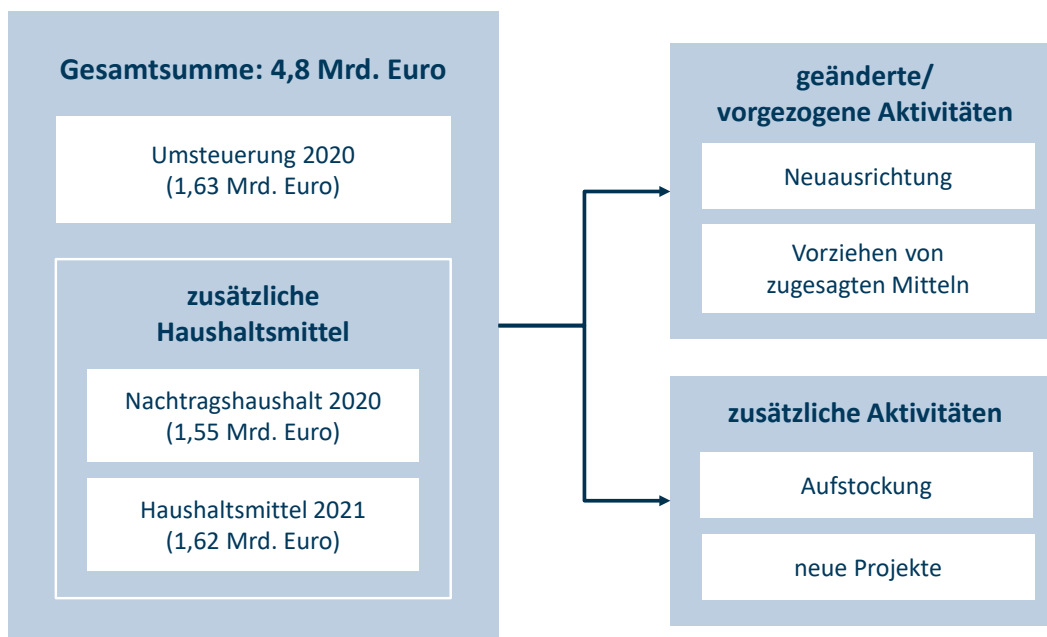 Gesamtsumme: 4,8 Mrd. Euro
Umsteuerung 2020
(1,63 Mrd. Euro)
zusätzliche
Haushaltsmittel
Nachtragshaushalt 2020
(1,55 Mrd. Euro)
Haushaltsmittel 2021
(1,62 Mrd. Euro)
geänderte/
vorgezogene Aktivitäten
Neuausrichtung
Vorziehen von
zugesagten Mitteln
zusätzliche Aktivitäten
Aufstockung
neue Projekte